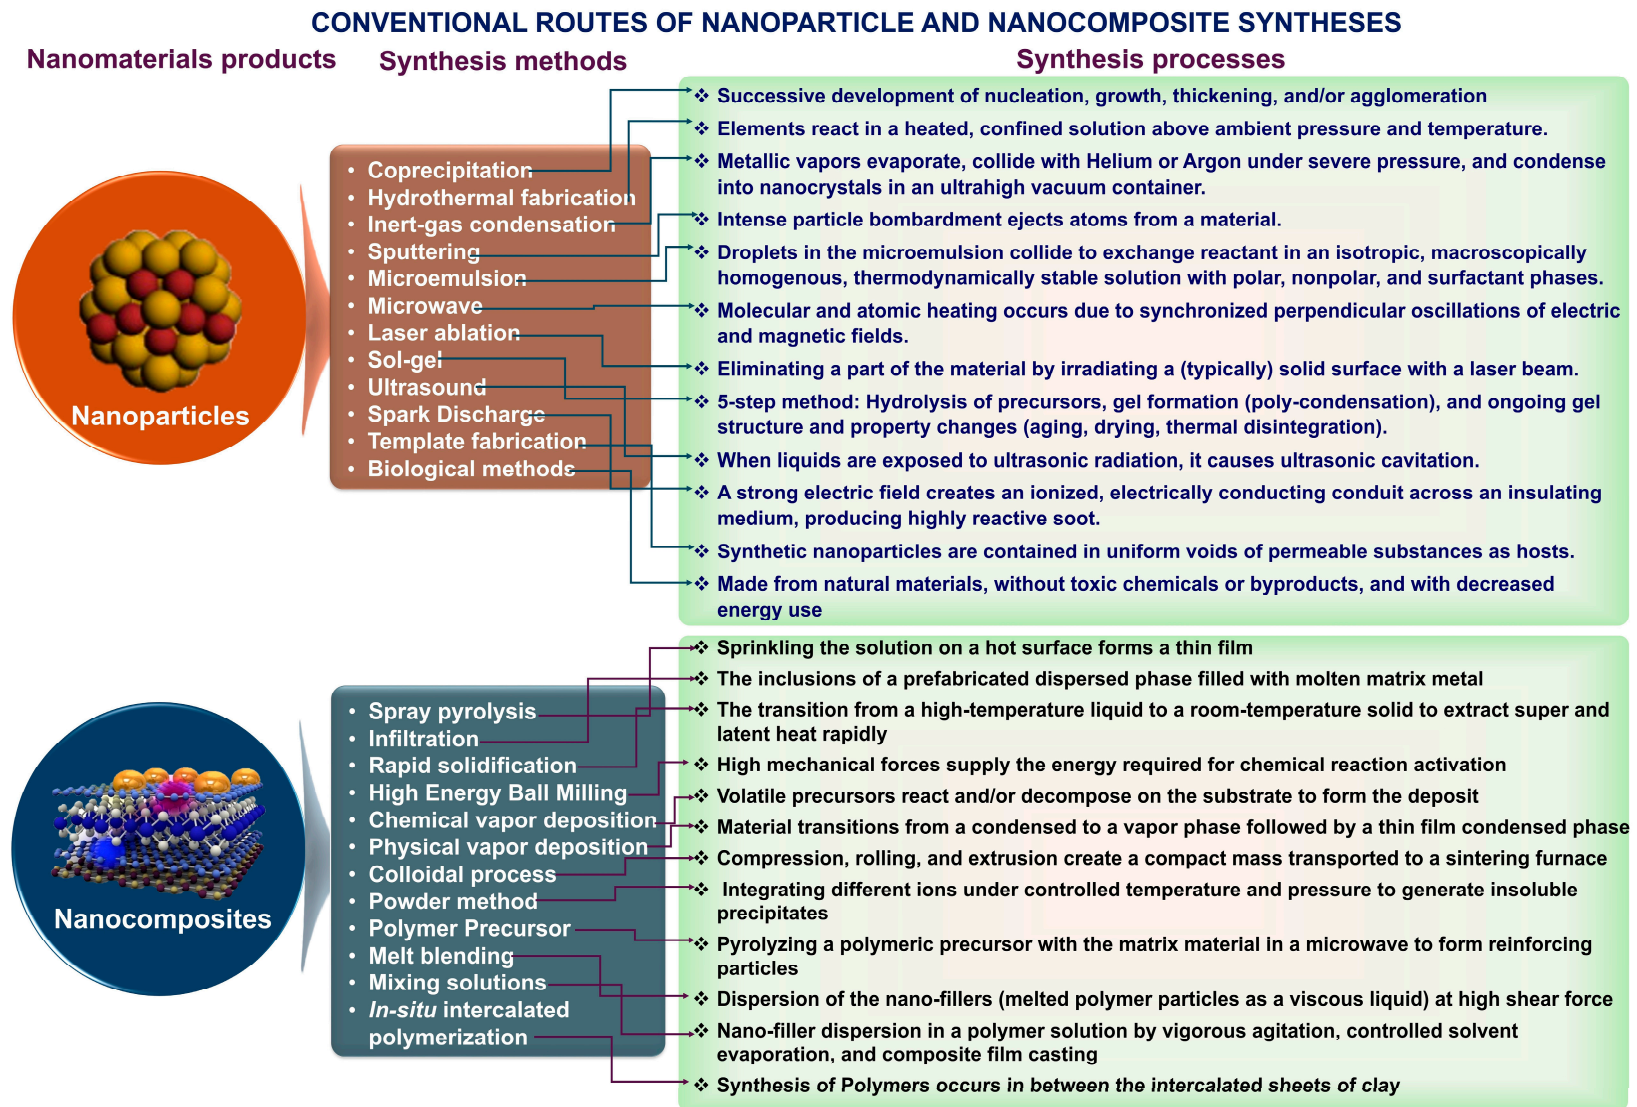 CONVENTIONAL ROUTES OF NANOPARTICLE AND NANOCOMPOSITE SYNTHESES
Nanomaterials products
Synthesis methods
Synthesis processes
Nanoparticles
• Coprecipitation
• Hydrothermal fabrication
• Inert-gas condensation
• Sputtering
• Microemulsion
• Microwave
• Laser ablation
• Sol-gel
• Ultrasound
• Spark Discharge
• Template fabrication
• Biological methods
❖ Successive development of nucleation, growth, thickening, and/or agglomeration
❖ Elements react in a heated, confined solution above ambient pressure and temperature.
❖ Metallic vapors evaporate, collide with Helium or Argon under severe pressure, and condense
into nanocrystals in an ultrahigh vacuum container.
❖ Intense particle bombardment ejects atoms from a material.
❖ Droplets in the microemulsion collide to exchange reactant in an isotropic, macroscopically
homogenous, thermodynamically stable solution with polar, nonpolar, and surfactant phases.
❖ Molecular and atomic heating occurs due to synchronized perpendicular oscillations of electric
and magnetic fields.
❖ Eliminating a part of the material by irradiating a (typically) solid surface with a laser beam.
❖ 5-step method: Hydrolysis of precursors, gel formation (poly-condensation), and ongoing gel
structure and property changes (aging, drying, thermal disintegration).
❖ When liquids are exposed to ultrasonic radiation, it causes ultrasonic cavitation.
❖ A strong electric field creates an ionized, electrically conducting conduit across an insulating
medium, producing highly reactive soot.
❖ Synthetic nanoparticles are contained in uniform voids of permeable substances as hosts.
❖ Made from natural materials, without toxic chemicals or byproducts, and with decreased
energy use
Nanocomposites
• Spray pyrolysis
• Infiltration
• Rapid solidification
• High Energy Ball Milling
• Chemical vapor deposition
• Physical vapor deposition
• Colloidal process
• Powder method
• Polymer Precursor
• Melt blending
• Mixing solutions
• In-situ intercalated
polymerization
❖ Sprinkling the solution on a hot surface forms a thin film
❖ The inclusions of a prefabricated dispersed phase filled with molten matrix metal
❖ The transition from a high-temperature liquid to a room-temperature solid to extract super and
latent heat rapidly
❖ High mechanical forces supply the energy required for chemical reaction activation
❖ Volatile precursors react and/or decompose on the substrate to form the deposit
❖ Material transitions from a condensed to a vapor phase followed by a thin film condensed phase
❖ Compression, rolling, and extrusion create a compact mass transported to a sintering furnace
❖ Integrating different ions under controlled temperature and pressure to generate insoluble
precipitates
❖ Pyrolyzing a polymeric precursor with the matrix material in a microwave to form reinforcing
particles
❖ Dispersion of the nano-fillers (melted polymer particles as a viscous liquid) at high shear force
❖ Nano-filler dispersion in a polymer solution by vigorous agitation, controlled solvent
evaporation, and composite film casting
❖ Synthesis of Polymers occurs in between the intercalated sheets of clay